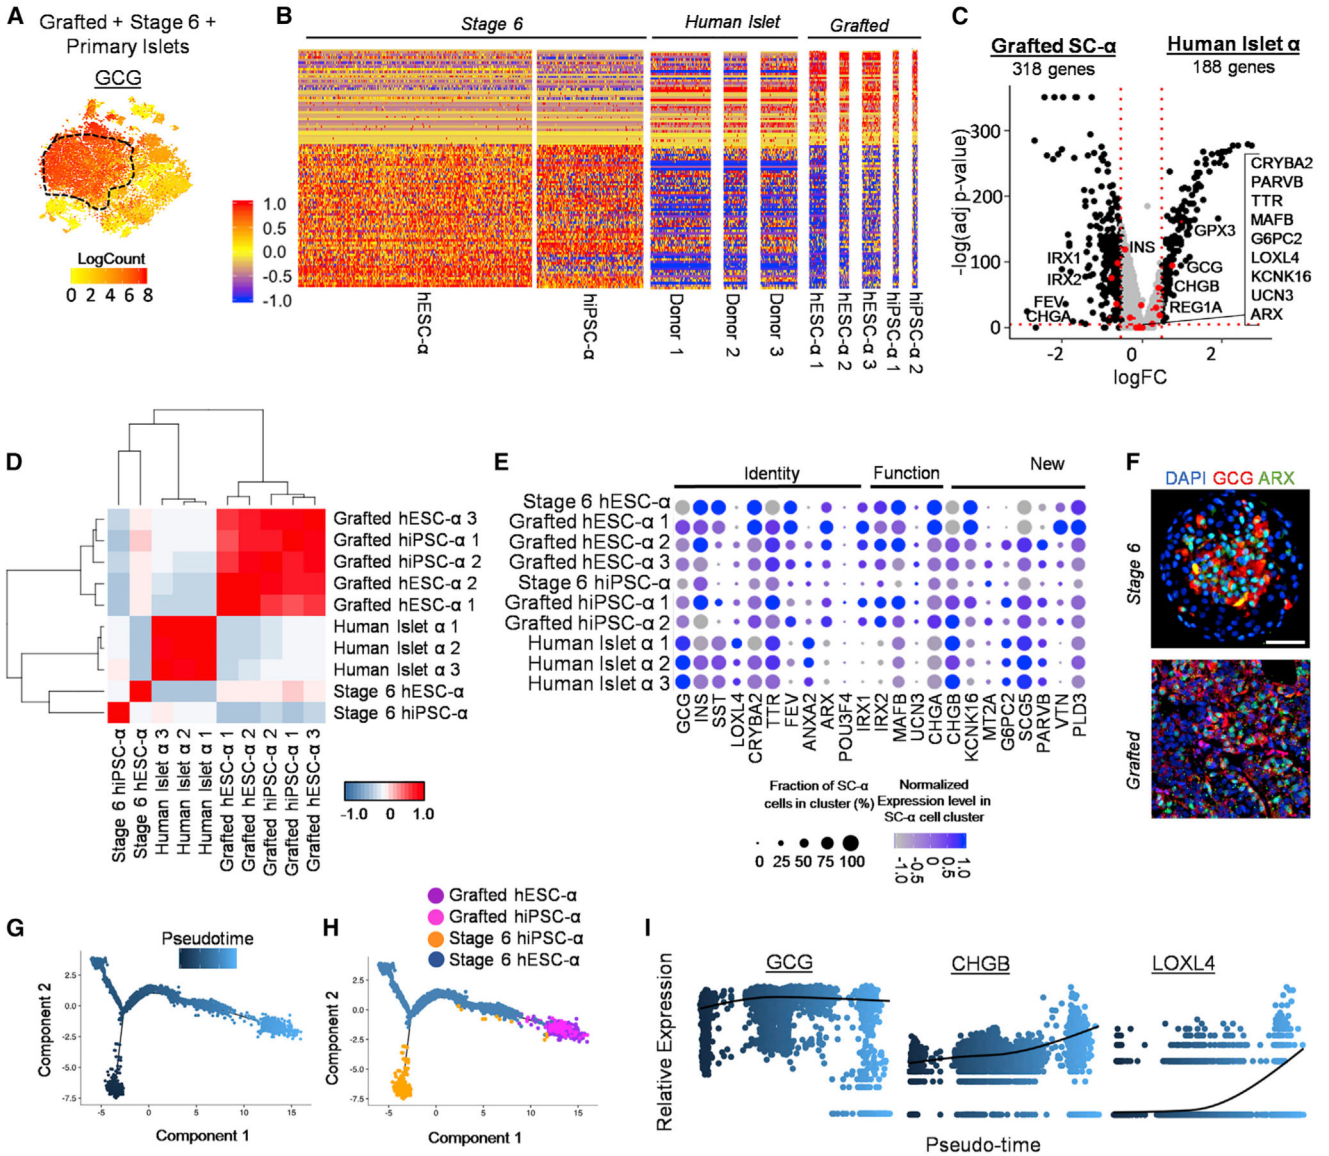 A
Grafted + Stage 6 +
Primary Islets
GCG
LogCount
0 2 4 6 8
B
Stage 6
Human Islet
Grafted
1.0
0.5
0.0
-0.5
-1.0
hESC-α
hiPSC-α
Donor 1
Donor 2
Donor 3
hESC-α 1
hESC-α 2
hESC-α 3
hiPSC-α 1
hiPSC-α 2
C
Grafted SC-α
318 genes
Human Islet α
188 genes
-log(adj p-value)
300
200
100
0
IRX1
IRX2
FEV
CHGA
INS
GPX3
GCG
CHGB
REG1A
CRYBA2
PARVB
TTR
MAFB
G6PC2
LOXL4
KCNK16
UCN3
ARX
-2 0 2
logFC
D
Grafted hESC-α 3
Grafted hiPSC-α 1
Grafted hiPSC-α 2
Grafted hESC-α 2
Grafted hESC-α 1
Human Islet α 1
Human Islet α 2
Human Islet α 3
Stage 6 hESC-α
Stage 6 hiPSC-α
Stage 6 hiPSC-α
Stage 6 hESC-α
Human Islet α 3
Human Islet α 2
Human Islet α 1
Grafted hESC-α 1
Grafted hESC-α 2
Grafted hiPSC-α 2
Grafted hiPSC-α 1
Grafted hESC-α 3
-1.0 0 1.0
E
Identity
Function
New
Stage 6 hESC-α
Grafted hESC-α 1
Grafted hESC-α 2
Grafted hESC-α 3
Stage 6 hiPSC-α
Grafted hiPSC-α 1
Grafted hiPSC-α 2
Human Islet α 1
Human Islet α 2
Human Islet α 3
GCG
INS
SST
LOXL4
CRYBA2
TTR
FEV
ANXA2
ARX
POU3F4
IRX1
IRX2
MAFB
UCN3
CHGA
CHGB
KCNK16
MT2A
G6PC2
SCG5
PARVB
VTN
PLD3
Fraction of SC-α
cells in cluster (%)
0 25 50 75 100
Normalized
Expression level in
SC-α cell cluster
-1.0
-0.5
0
0.5
1.0
F
DAPI GCG ARX
Stage 6
Grafted
G
Pseudotime
Component 2
2.5
0.0
-2.5
-5.0
-7.5
-5 0 5 10 15
Component 1
H
Grafted hESC-α
Grafted hiPSC-α
Stage 6 hiPSC-α
Stage 6 hESC-α
Component 2
2.5
0.0
-2.5
-5.0
-7.5
-5 0 5 10 15
Component 1
I
Relative Expression
GCG
CHGB
LOXL4
Pseudo-time